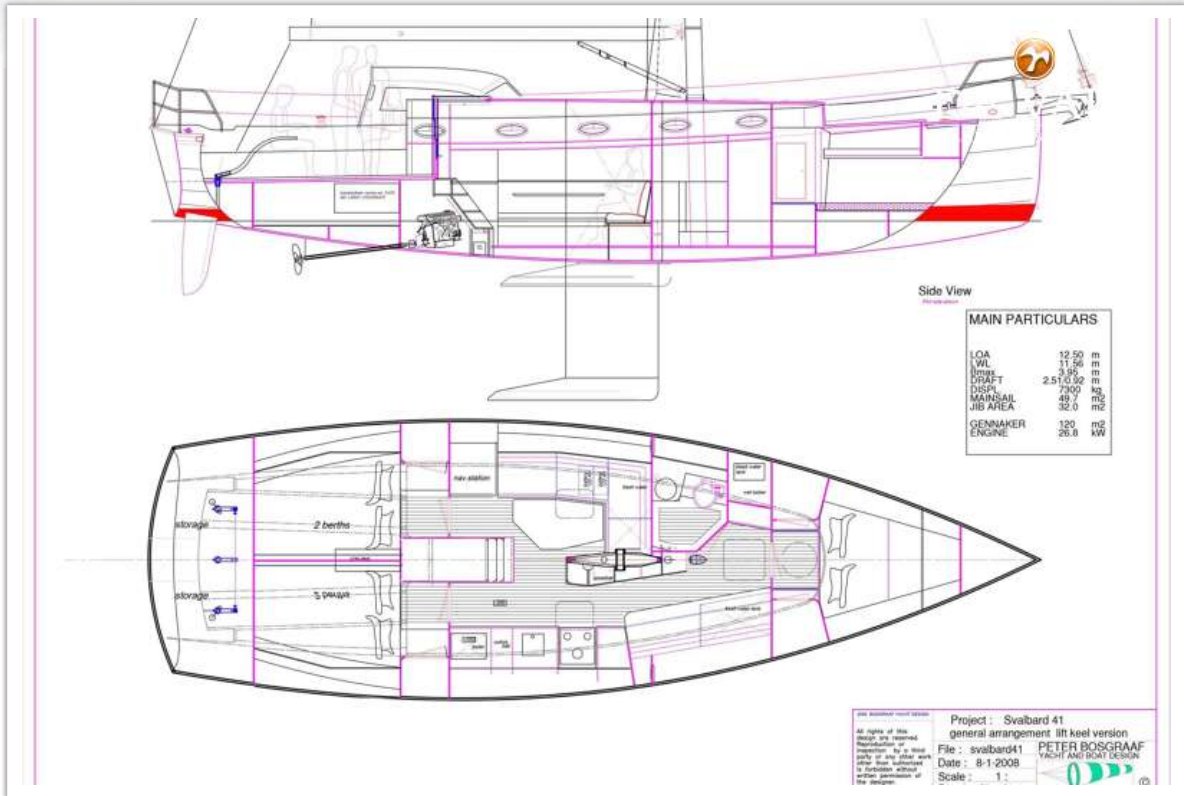 Side View
MAIN PARTICULARS
LOA 12.50 m
LWL 11.56 m
Bmax 3.95 m
DRAFT 2.51/0.92 m
DISPL. 7300 kg
MAINSAIL 49.7 m2
JIB AREA 32.0 m2
GENNAKER 120 m2
ENGINE 26.8 kW
nav station
storage
2 berths
storage
2 berths
All rights of this
design are reserved.
Reproduction or
inspection by a third
party or any other work
other than authorized
is forbidden without
written permission of
the designer.
Project : Svalbard 41
general arrangement lift keel version
File : svalbard41
Date : 8-1-2008
Scale : 1 :
PETER BOSGRAAF
YACHT AND BOAT DESIGN
©